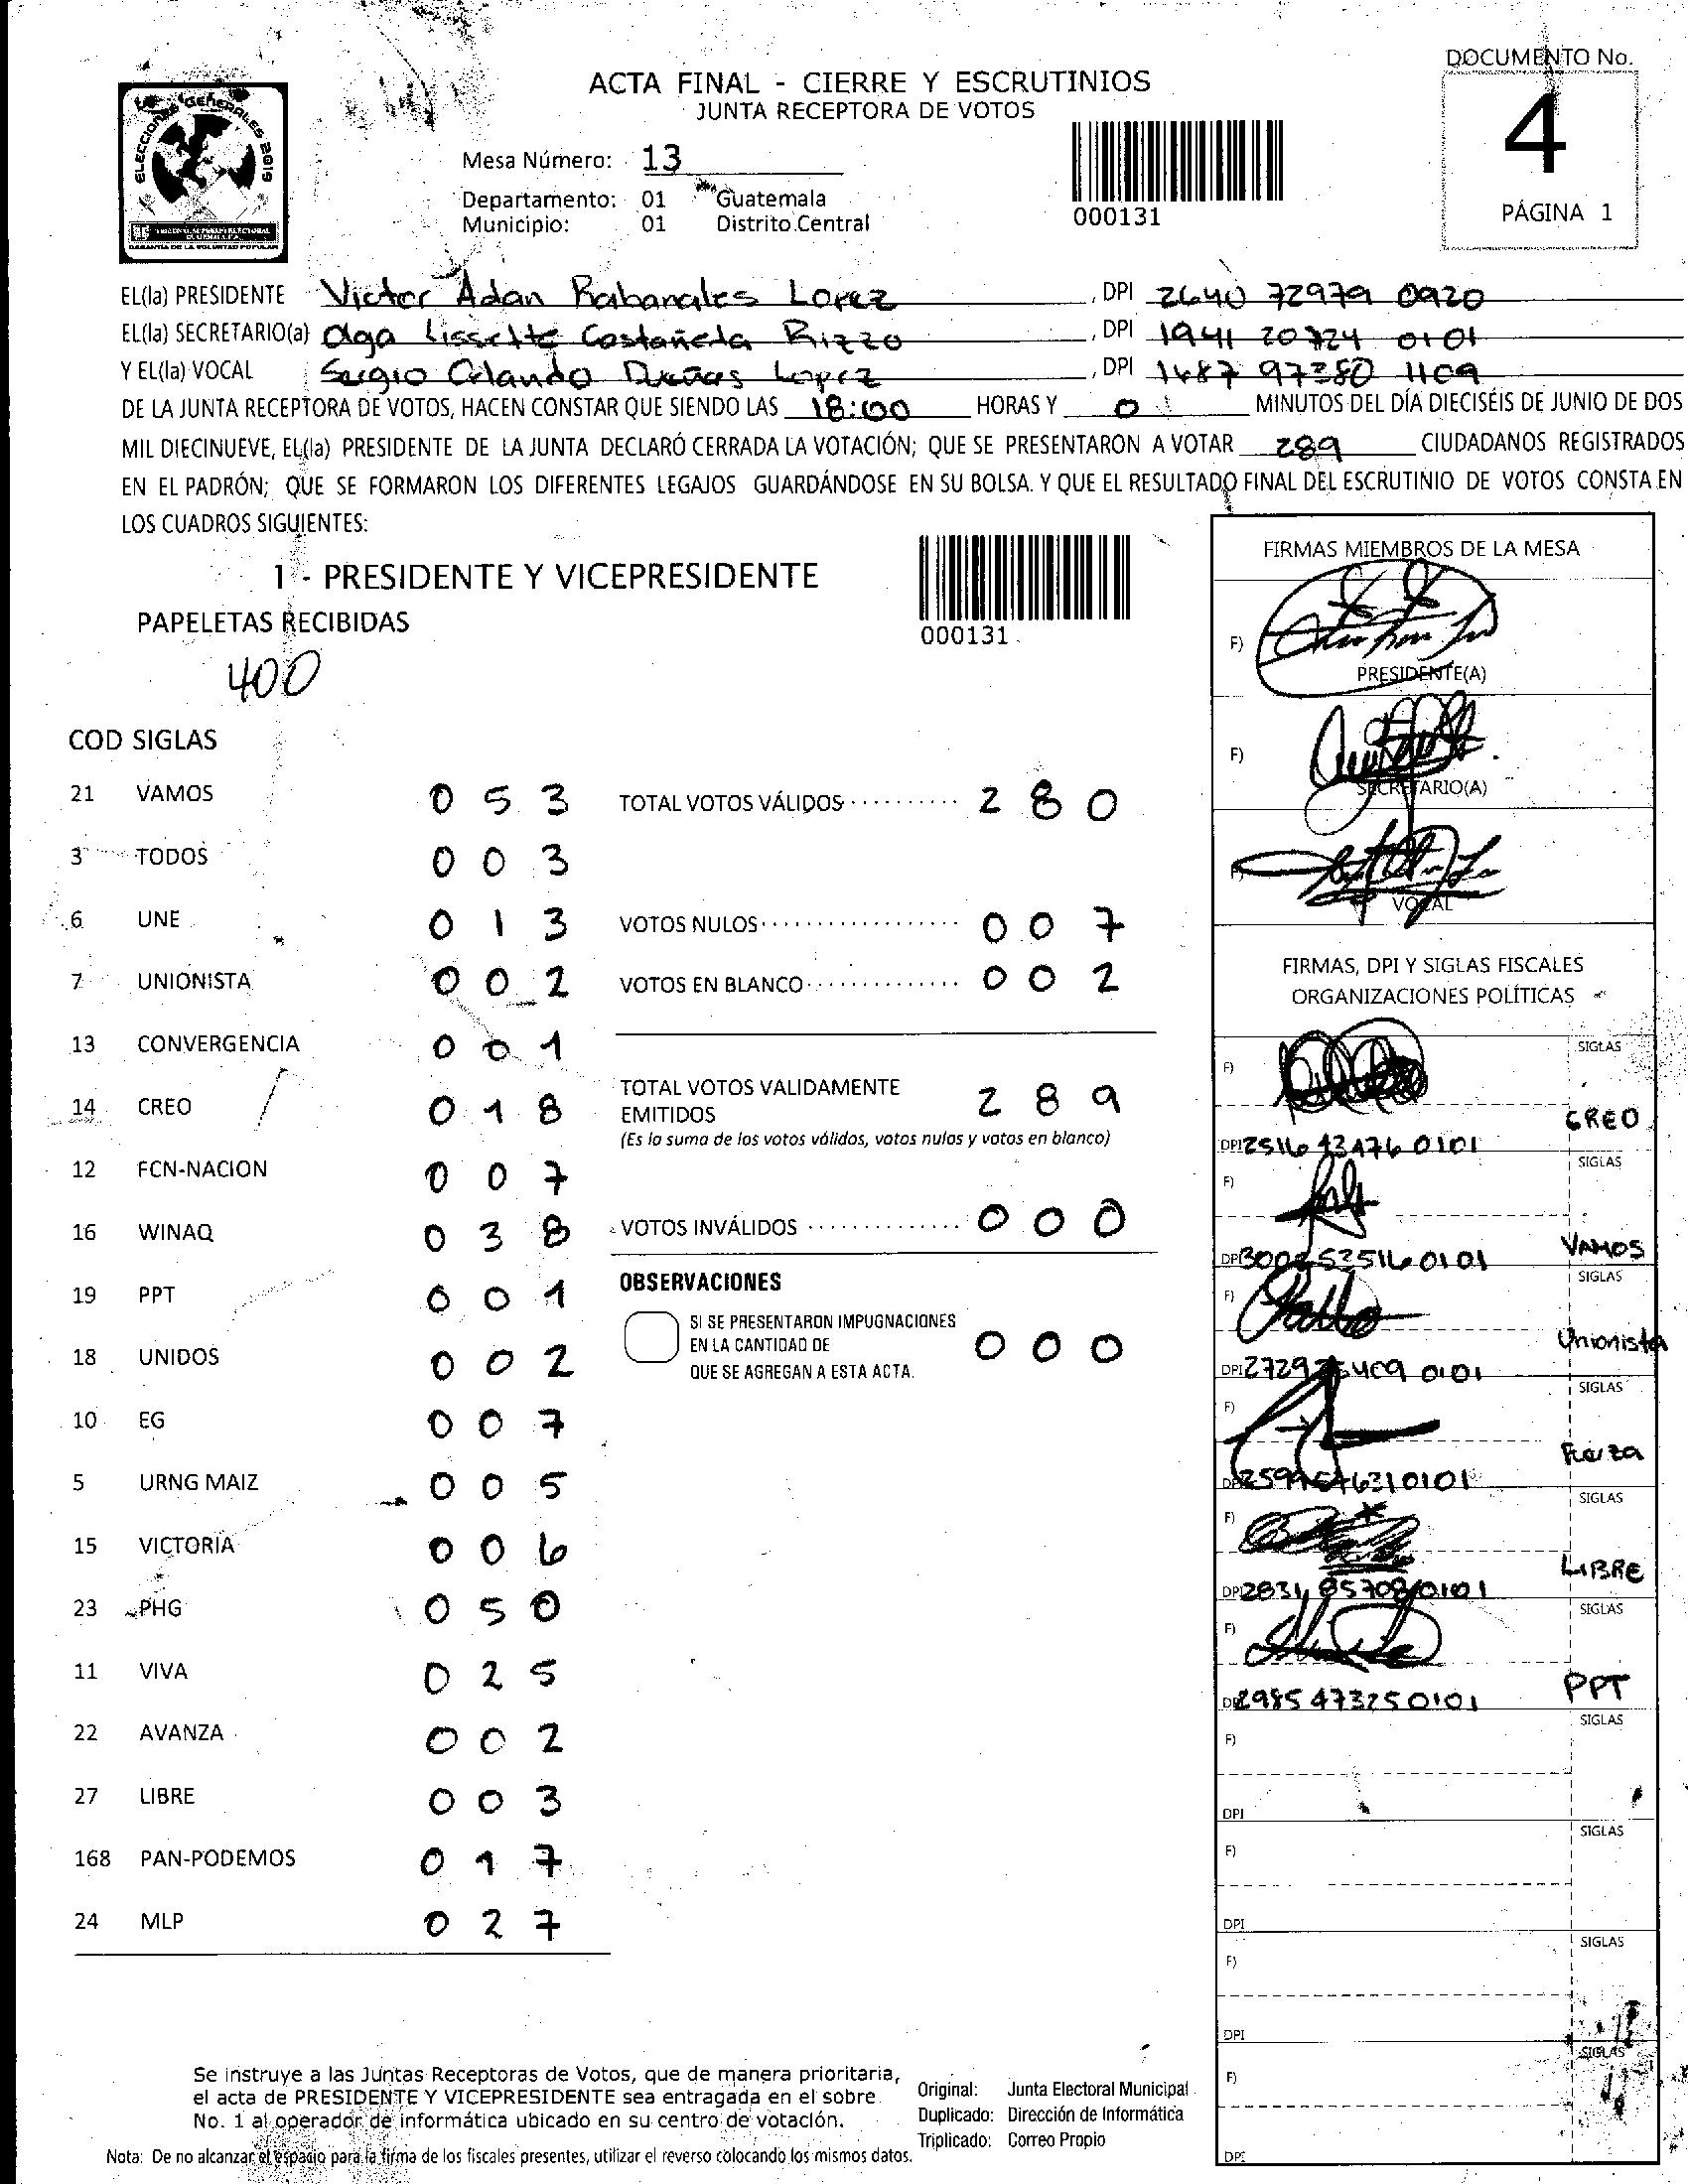 DOCUMENTO No.
4
PÁGINA 1
ELECCIONES GENERALES 2019
ACTA FINAL - CIERRE Y ESCRUTINIOS
JUNTA RECEPTORA DE VOTOS
Mesa Número: 13
Departamento: 01 Guatemala
Municipio: 01 Distrito Central
000131
EL(la) PRESIDENTE Victor Adan Rabanales Lopez , DPI 2640 72979 0920
EL(la) SECRETARIO(a) Olga Lissette Castañeda Rizzo , DPI 1941 20724 0101
Y EL(la) VOCAL Sergio Orlando Dueñas Lopez , DPI 1487 97380 1109
DE LA JUNTA RECEPTORA DE VOTOS, HACEN CONSTAR QUE SIENDO LAS 18:00 HORAS Y 0 MINUTOS DEL DÍA DIECISÉIS DE JUNIO DE DOS
MIL DIECINUEVE, EL(la) PRESIDENTE DE LA JUNTA DECLARÓ CERRADA LA VOTACIÓN; QUE SE PRESENTARON A VOTAR 289 CIUDADANOS REGISTRADOS
EN EL PADRÓN; QUE SE FORMARON LOS DIFERENTES LEGAJOS GUARDÁNDOSE EN SU BOLSA. Y QUE EL RESULTADO FINAL DEL ESCRUTINIO DE VOTOS CONSTA EN
LOS CUADROS SIGUIENTES:
1 - PRESIDENTE Y VICEPRESIDENTE
000131
PAPELETAS RECIBIDAS
400
COD SIGLAS
21 VAMOS 0 5 3
3 TODOS 0 0 3
6 UNE 0 1 3
7 UNIONISTA 0 0 2
13 CONVERGENCIA 0 0 1
14 CREO 0 1 8
12 FCN-NACION 0 0 7
16 WINAQ 0 3 8
19 PPT 0 0 1
18 UNIDOS 0 0 2
10 EG 0 0 7
5 URNG MAIZ 0 0 5
15 VICTORIA 0 0 6
23 PHG 0 5 0
11 VIVA 0 2 5
22 AVANZA 0 0 2
27 LIBRE 0 0 3
168 PAN-PODEMOS 0 1 7
24 MLP 0 2 7
TOTAL VOTOS VÁLIDOS 2 8 0
VOTOS NULOS 0 0 7
VOTOS EN BLANCO 0 0 2
TOTAL VOTOS VALIDAMENTE
EMITIDOS 2 8 9
(Es la suma de los votos válidos, votos nulos y votos en blanco)
VOTOS INVÁLIDOS 0 0 0
OBSERVACIONES
SI SE PRESENTARON IMPUGNACIONES
EN LA CANTIDAD DE 0 0 0
QUE SE AGREGAN A ESTA ACTA.
FIRMAS MIEMBROS DE LA MESA
F)
PRESIDENTE(A)
F)
SECRETARIO(A)
F)
VOCAL
FIRMAS, DPI Y SIGLAS FISCALES
ORGANIZACIONES POLÍTICAS
F) SIGLAS
CREO
DPI 2516 43476 0101
F) SIGLAS
VAMOS
DPI 0101
F) SIGLAS
Unionista
DPI 0101
F) SIGLAS
Fuerza
DPI
F) SIGLAS
LIBRE
DPI 2831 85708 0101
F) SIGLAS
PPT
DPI 2985 47325 0101
F) SIGLAS
DPI
F) SIGLAS
DPI
F) SIGLAS
DPI
F) SIGLAS
DPI
Se instruye a las Juntas Receptoras de Votos, que de manera prioritaria,
el acta de PRESIDENTE Y VICEPRESIDENTE sea entragada en el sobre
No. 1 al operador de informática ubicado en su centro de votación.
Original: Junta Electoral Municipal
Duplicado: Dirección de Informática
Triplicado: Correo Propio
Nota: De no alcanzar el espacio para la firma de los fiscales presentes, utilizar el reverso colocando los mismos datos.